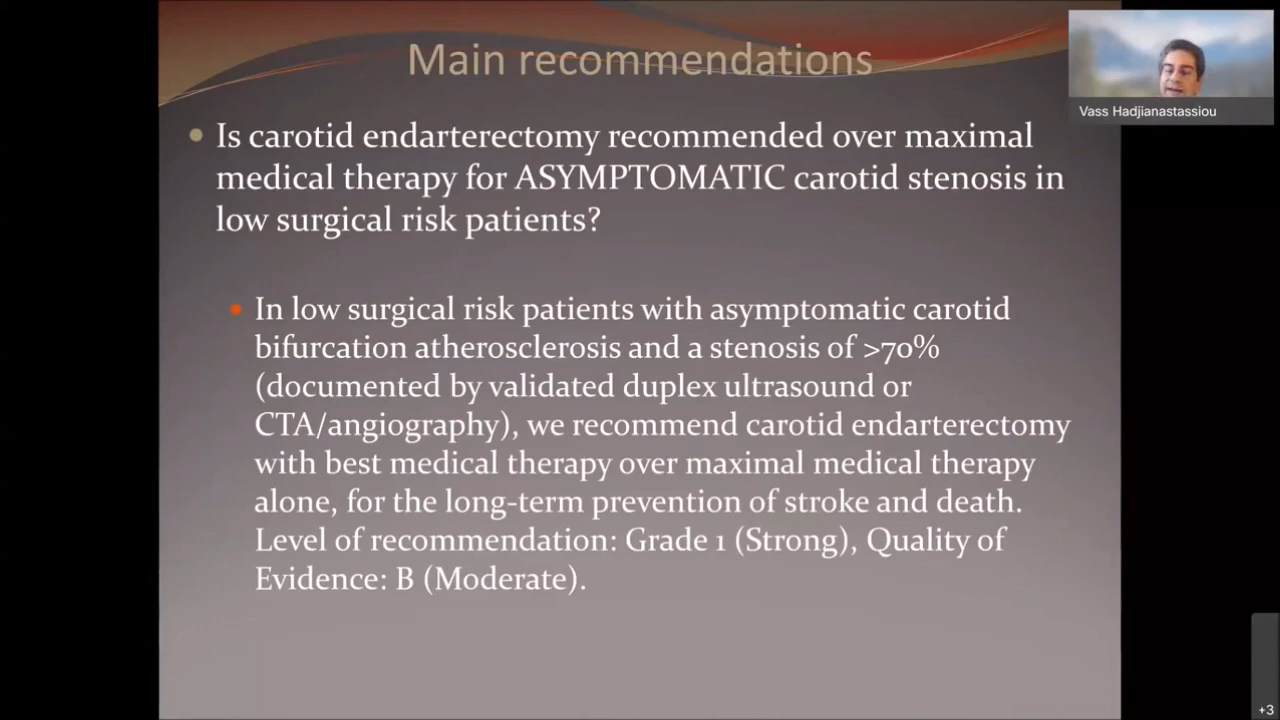 Main recommendations
Vass Hadjianastassiou
Is carotid endarterectomy recommended over maximal
medical therapy for ASYMPTOMATIC carotid stenosis in
low surgical risk patients?
In low surgical risk patients with asymptomatic carotid
bifurcation atherosclerosis and a stenosis of >70%
(documented by validated duplex ultrasound or
CTA/angiography), we recommend carotid endarterectomy
with best medical therapy over maximal medical therapy
alone, for the long-term prevention of stroke and death.
Level of recommendation: Grade 1 (Strong), Quality of
Evidence: B (Moderate).
+3